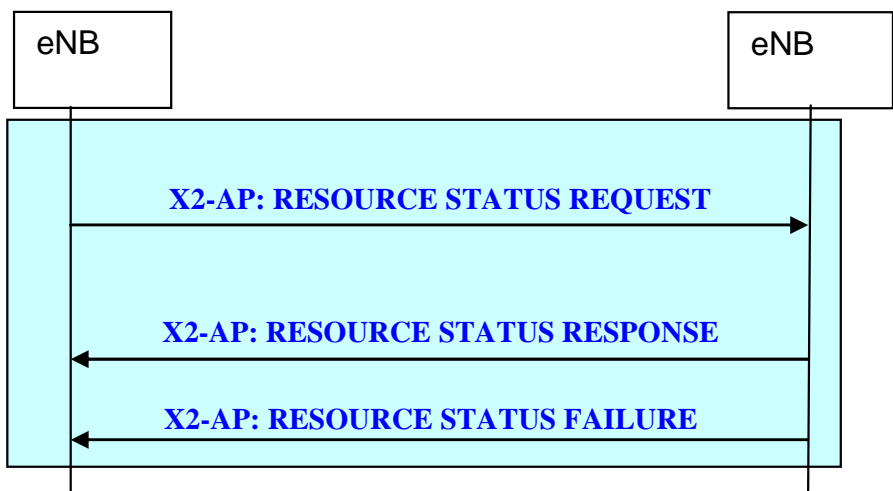 eNB
eNB
X2-AP: RESOURCE STATUS REQUEST
X2-AP: RESOURCE STATUS RESPONSE
X2-AP: RESOURCE STATUS FAILURE